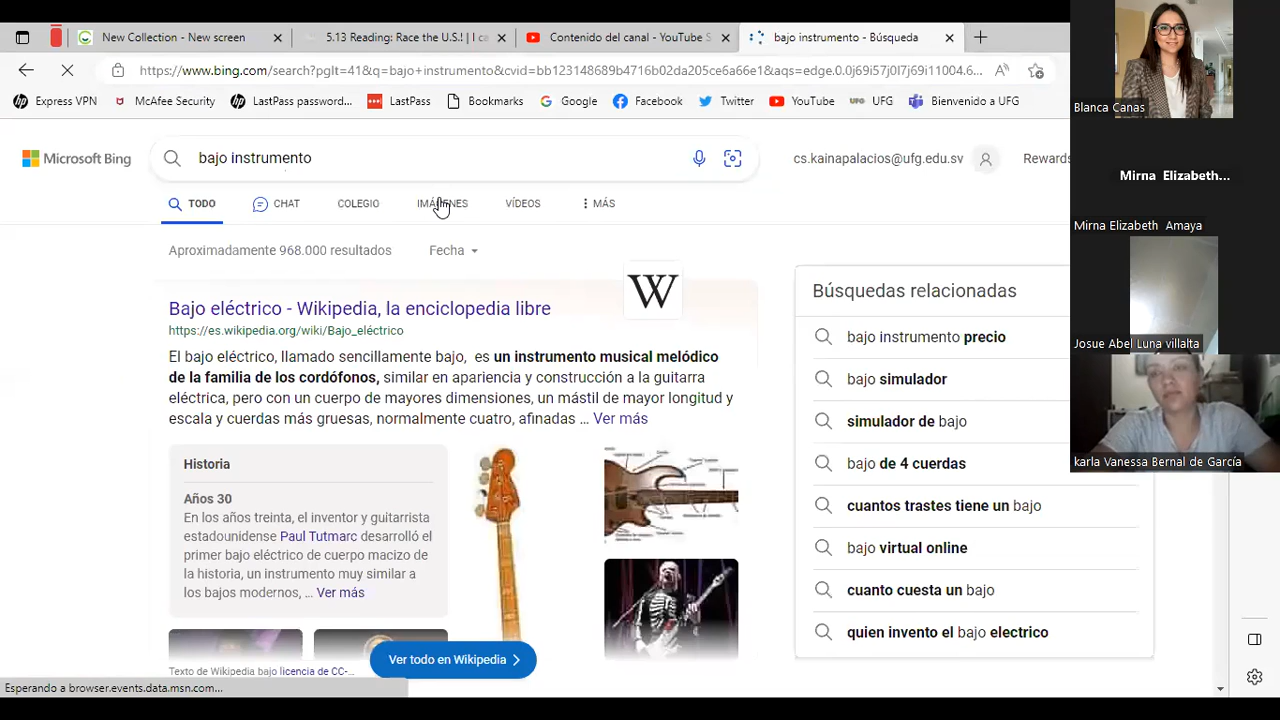 New Collection - New screen
5.13 Reading: Race the U.S.!
Contenido del canal - YouTube S
bajo instrumento - Búsqueda
https://www.bing.com/search?pglt=41&q=bajo+instrumento&cvid=bb123148689b4716b02da205ce6a66e1&aqs=edge.0.0j69i57j0l7j69i11004.6...
HP Express VPN
McAfee Security
LastPass password...
LastPass
Bookmarks
Google
Facebook
Twitter
YouTube
UFG
Bienvenido a UFG
Microsoft Bing
bajo instrumento
cs.kainapalacios@ufg.edu.sv
Rewards
TODO
CHAT
COLEGIO
IMÁGENES
VÍDEOS
MÁS
Aproximadamente 968.000 resultados
Fecha
W
Bajo eléctrico - Wikipedia, la enciclopedia libre
https://es.wikipedia.org/wiki/Bajo_eléctrico
El bajo eléctrico, llamado sencillamente bajo, es un instrumento musical melódico
de la familia de los cordófonos, similar en apariencia y construcción a la guitarra
eléctrica, pero con un cuerpo de mayores dimensiones, un mástil de mayor longitud y
escala y cuerdas más gruesas, normalmente cuatro, afinadas ... Ver más
Historia
Años 30
En los años treinta, el inventor y guitarrista
estadounidense Paul Tutmarc desarrolló el
primer bajo eléctrico de cuerpo macizo de
la historia, un instrumento muy similar a
los bajos modernos, ... Ver más
Texto de Wikipedia bajo licencia de CC-...
Ver todo en Wikipedia
Búsquedas relacionadas
bajo instrumento precio
bajo simulador
simulador de bajo
bajo de 4 cuerdas
cuantos trastes tiene un bajo
bajo virtual online
cuanto cuesta un bajo
quien invento el bajo electrico
Esperando a browser.events.data.msn.com...
Blanca Canas
Mirna Elizabeth...
Mirna Elizabeth Amaya
Josue Abel Luna villalta
karla Vanessa Bernal de García